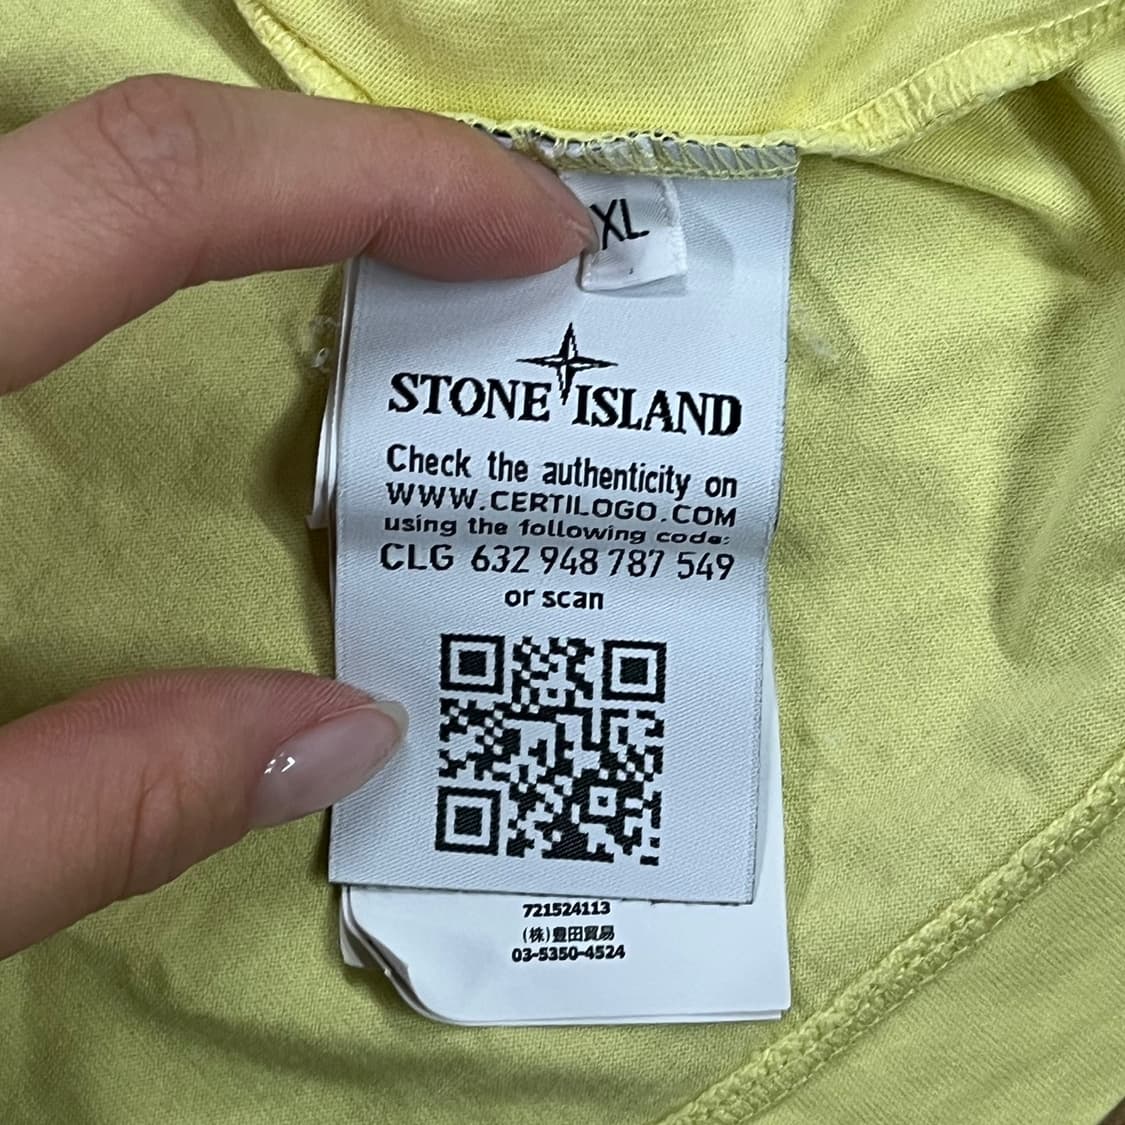 XL
STONE ISLAND
Check the authenticity on
WWW.CERTILOGO.COM
using the following code:
CLG 632 948 787 549
or scan
721524113
(株)豊田貿易
03-5350-4524